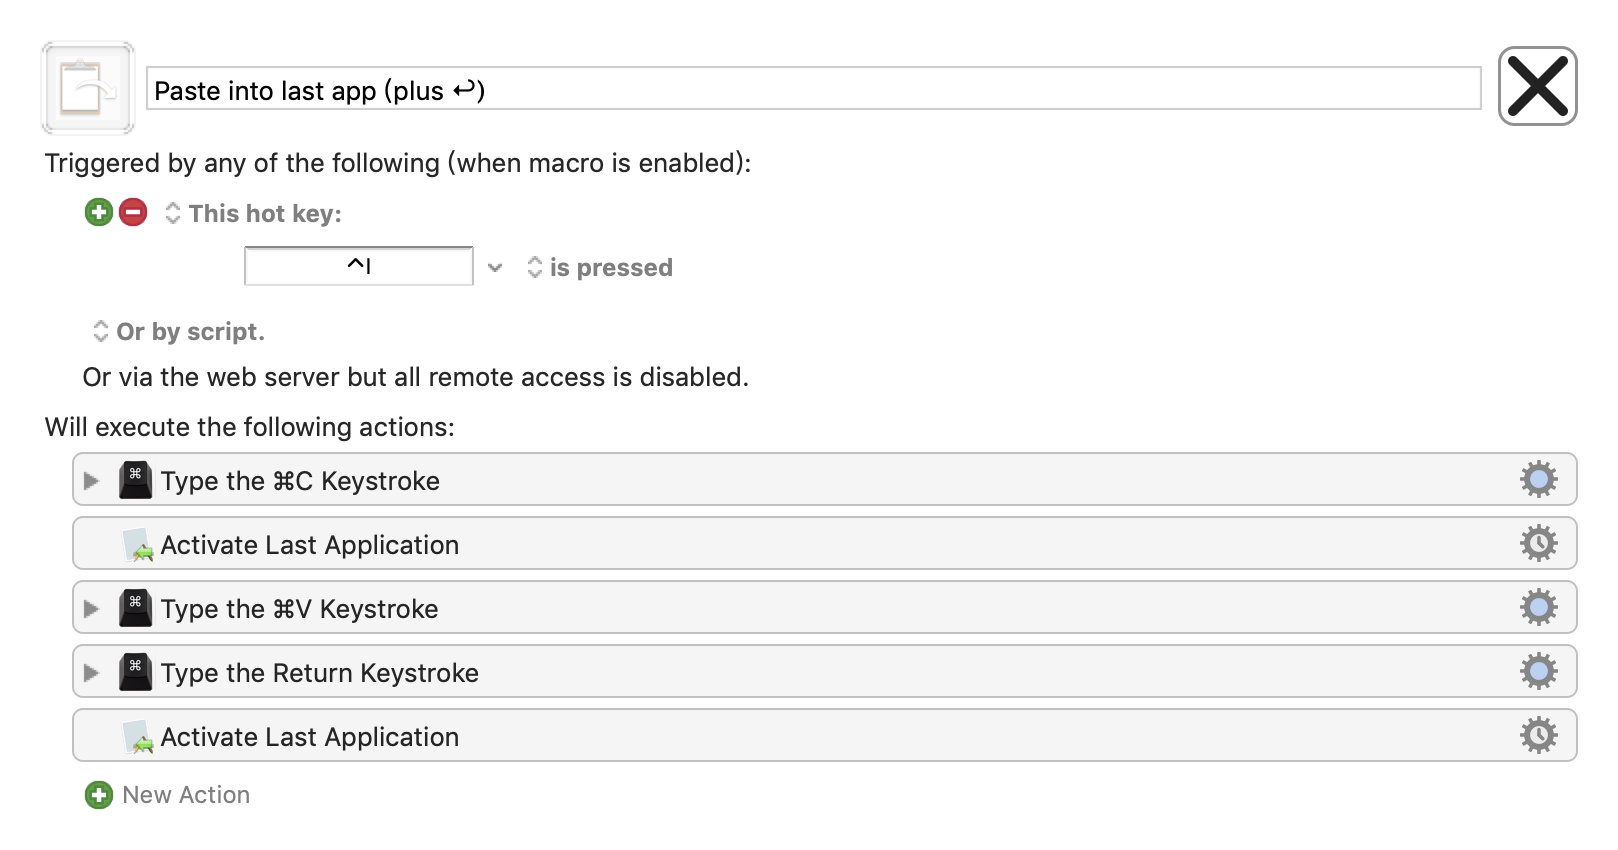 Paste into last app (plus ↩)
Triggered by any of the following (when macro is enabled):
This hot key:
^I is pressed
Or by script.
Or via the web server but all remote access is disabled.
Will execute the following actions:
Type the ⌘C Keystroke
Activate Last Application
Type the ⌘V Keystroke
Type the Return Keystroke
Activate Last Application
New Action